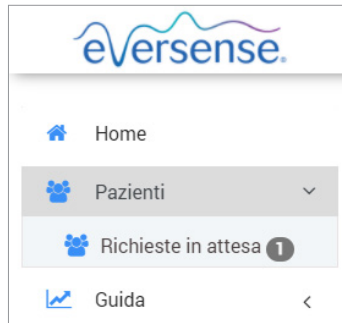 eversense.
Home
Pazienti
Richieste in attesa 1
Guida